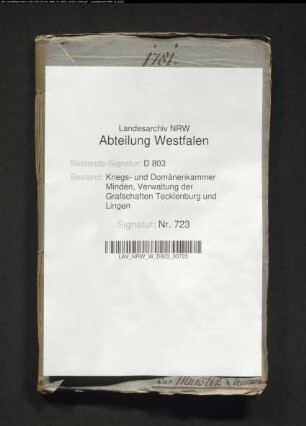 1781.
Landesarchiv NRW
Abteilung Westfalen
Bestands-Signatur: D 803
Bestand: Kriegs- und Domänenkammer
Minden, Verwaltung der
Grafschaften Tecklenburg und
Lingen
Signatur: Nr. 723